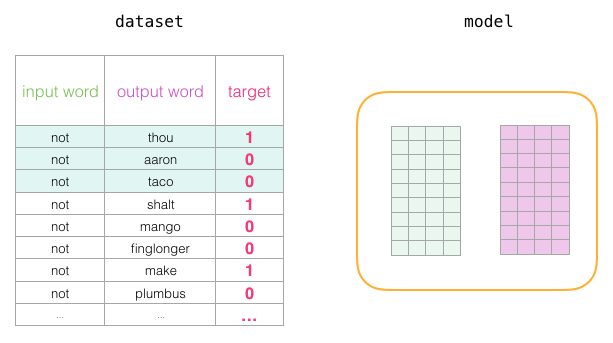 dataset model
input word output word target
not thou 1
not aaron 0
not taco 0
not shalt 1
not mango 0
not finglonger 0
not make 1
not plumbus 0
... ... ...